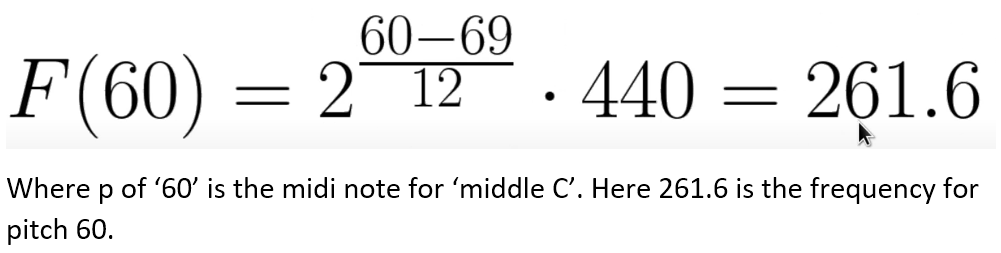 F(60) = 2^{\frac{60-69}{12}} · 440 = 261.6
Where p of ‘60’ is the midi note for ‘middle C’. Here 261.6 is the frequency for
pitch 60.